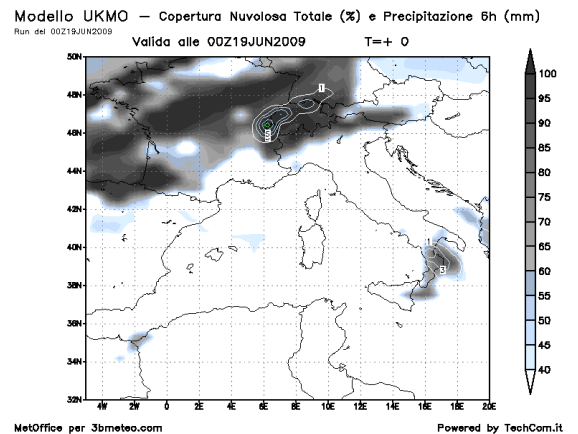 Modello UKMO – Copertura Nuvolosa Totale (%) e Precipitazione 6h (mm)
Run del 00Z19JUN2009
Valida alle 00Z19JUN2009 T=+ 0
50N
48N
46N
44N
42N
40N
38N
36N
34N
32N
4W 2W 0 2E 4E 6E 8E 10E 12E 14E 16E 18E 20E
100
95
90
85
80
75
70
65
60
55
50
45
40
1
1
3
MetOffice per 3bmeteo.com
Powered by TechCom.it